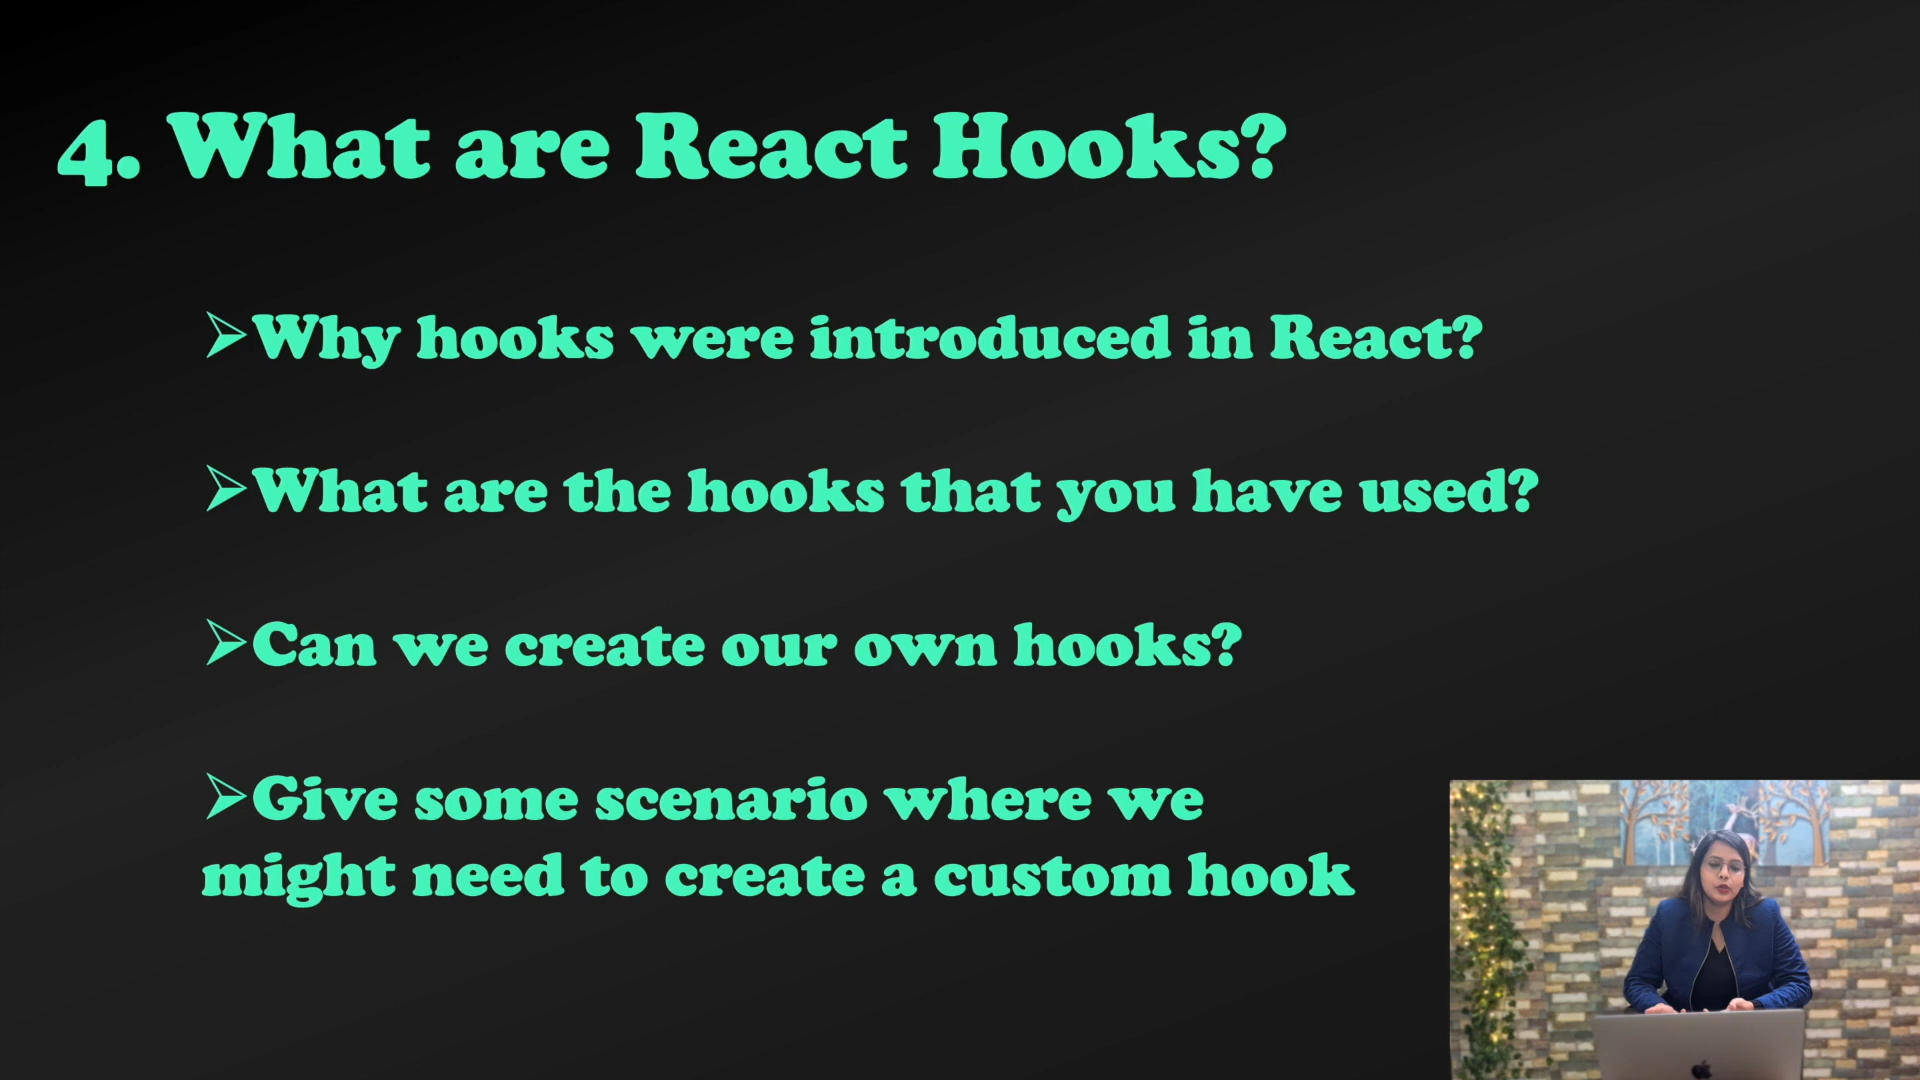 4. What are React Hooks?
➢Why hooks were introduced in React?
➢What are the hooks that you have used?
➢Can we create our own hooks?
➢Give some scenario where we
might need to create a custom hook